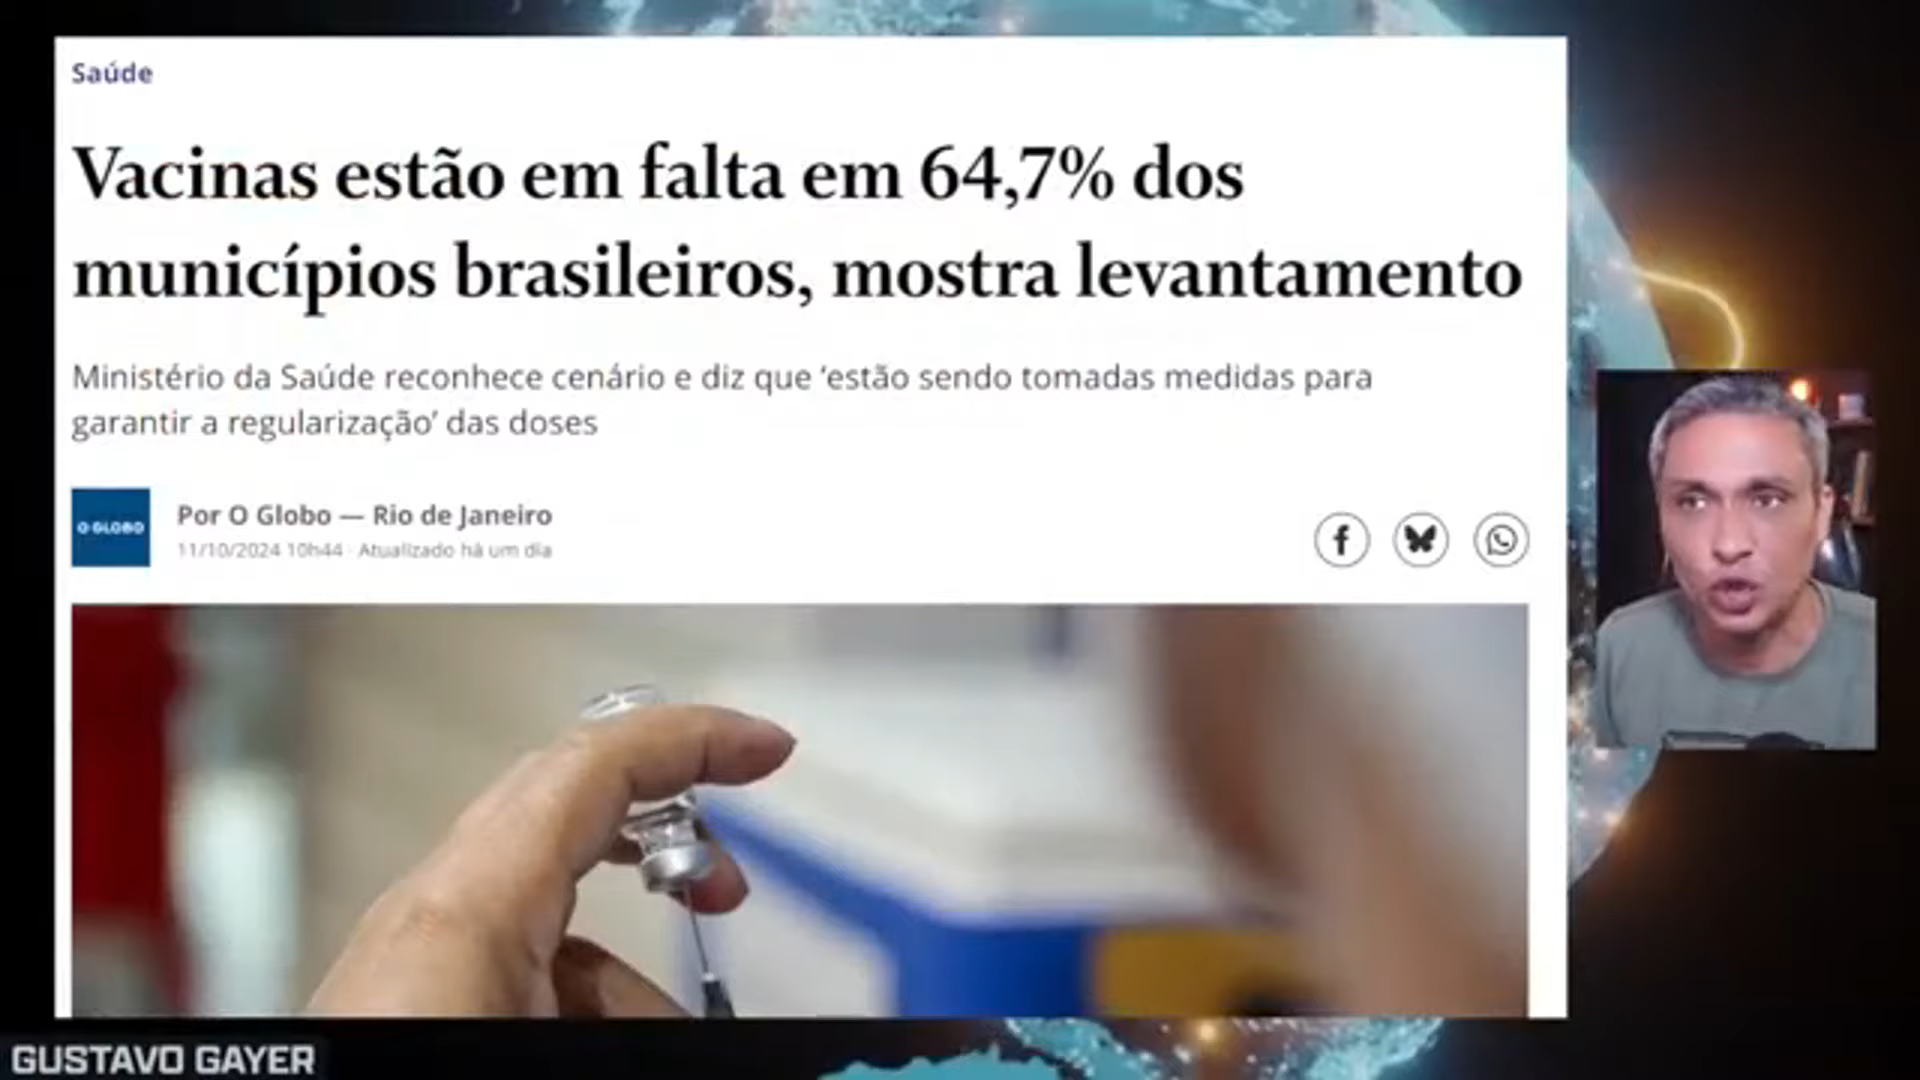 Saúde
Vacinas estão em falta em 64,7% dos
municípios brasileiros, mostra levantamento
Ministério da Saúde reconhece cenário e diz que ‘estão sendo tomadas medidas para
garantir a regularização’ das doses
O GLOBO
Por O Globo — Rio de Janeiro
11/10/2024 10h44 · Atualizado há um dia
GUSTAVO GAYER